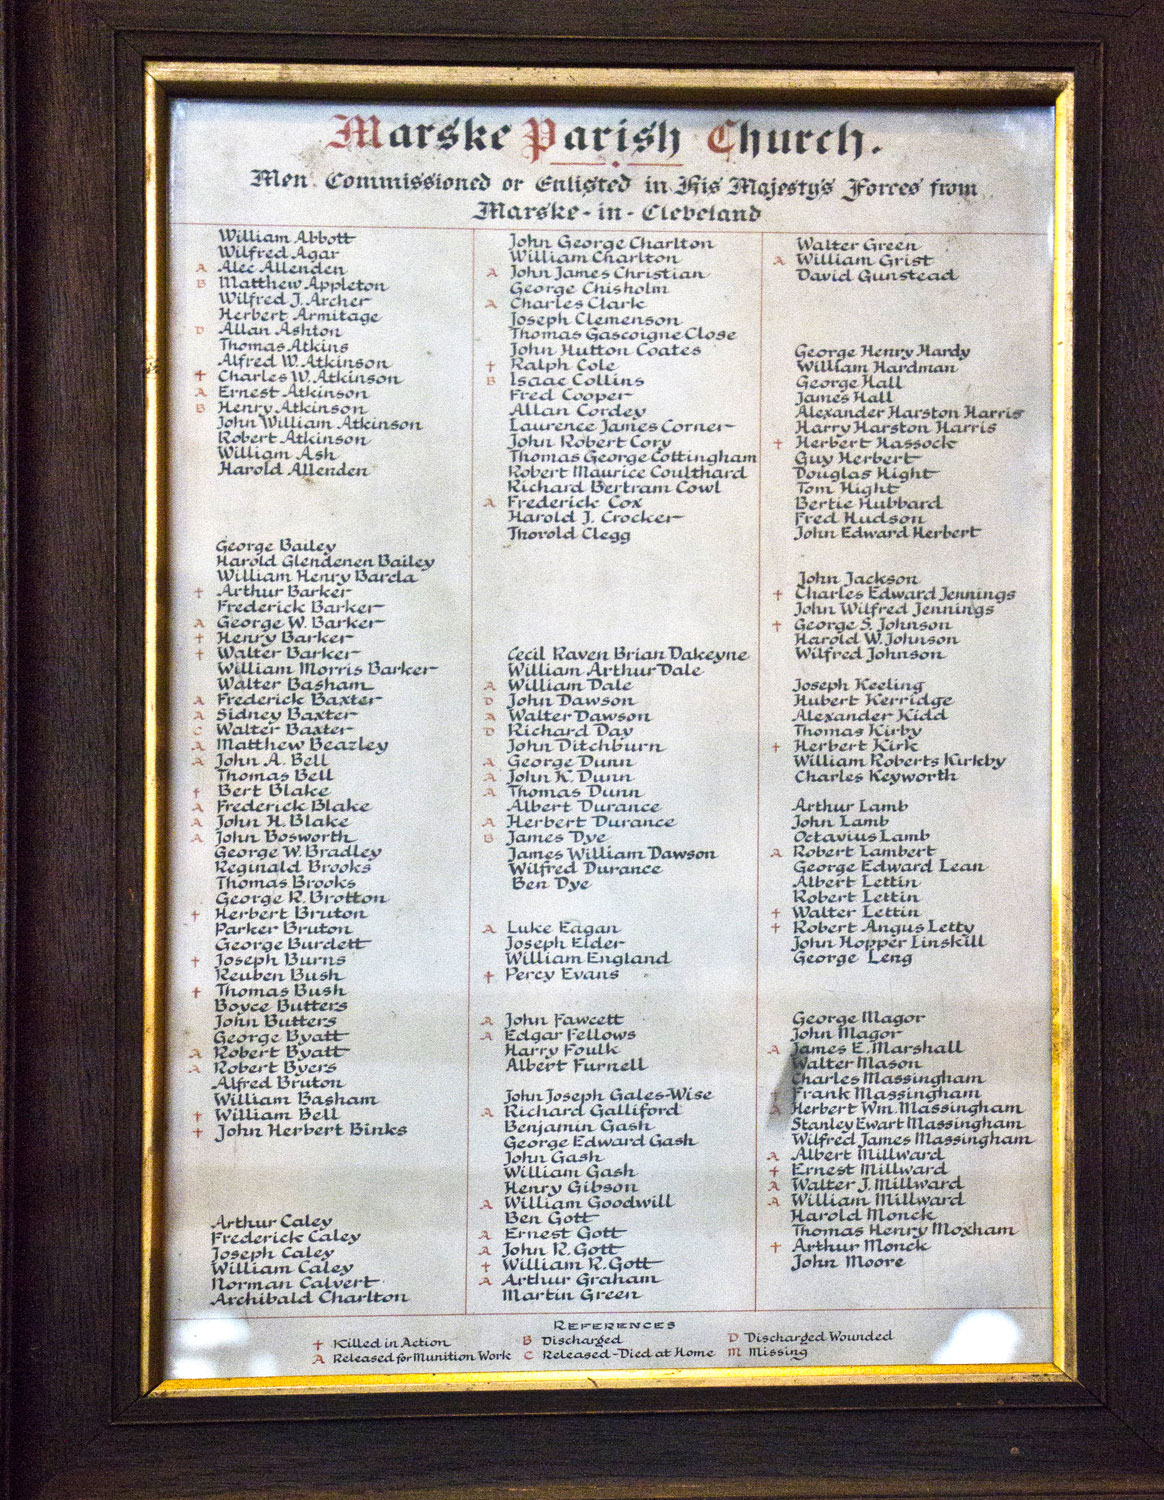 Marske Parish Church.
Men Commissioned or Enlisted in His Majesty's Forces from
Marske-in-Cleveland
William Abbott
Wilfred Agar
A Alec Allenden
B Matthew Appleton
Wilfred J. Archer
Herbert Armitage
D Allan Ashton
Thomas Atkins
Alfred W. Atkinson
† Charles W. Atkinson
A Ernest Atkinson
B Henry Atkinson
John William Atkinson
Robert Atkinson
William Ash
Harold Allenden
George Bailey
Harold Glendenen Bailey
William Henry Barcla
† Arthur Barker
Frederick Barker
A George W. Barker
† Henry Barker
† Walter Barker
William Morris Barker
Walter Basham
A Frederick Baxter
A Sidney Baxter
C Walter Baxter
A Matthew Beazley
A John A. Bell
Thomas Bell
† Bert Blake
A Frederick Blake
A John H. Blake
A John Bosworth
George W. Bradley
Reginald Brooks
Thomas Brooks
George R. Brotton
† Herbert Bruton
Parker Bruton
George Burdett
† Joseph Burns
Reuben Bush
† Thomas Bush
Boyce Butters
John Butters
George Byatt
A Robert Byatt
A Robert Byers
Alfred Bruton
William Basham
† William Bell
† John Herbert Binks
Arthur Caley
Frederick Caley
Joseph Caley
William Caley
Norman Calvert
Archibald Charlton
John George Charlton
William Charlton
A John James Christian
George Chisholm
A Charles Clark
Joseph Clemenson
Thomas Gascoigne Close
John Hutton Coates
† Ralph Cole
B Isaac Collins
Fred Cooper
Allan Cordey
Laurence James Corner
John Robert Cory
Thomas George Cottingham
Robert Maurice Coulthard
Richard Bertram Cowl
A Frederick Cox
Harold J. Crocker
Thorold Clegg
Cecil Raven Brian Dakeyne
William Arthur Dale
A William Dale
D John Dawson
A Walter Dawson
D Richard Day
John Ditchburn
A George Dunn
A John K. Dunn
A Thomas Dunn
Albert Durance
A Herbert Durance
B James Dye
James William Dawson
Wilfred Durance
Ben Dye
A Luke Eagan
Joseph Elder
William England
† Percy Evans
A John Fawcett
A Edgar Fellows
Harry Foulk
Albert Furnell
John Joseph Gales-Wise
A Richard Galliford
Benjamin Gash
George Edward Gash
John Gash
William Gash
Henry Gibson
A William Goodwill
Ben Gott
A Ernest Gott
A John R. Gott
† William R. Gott
A Arthur Graham
Martin Green
Walter Green
A William Grist
David Gunstead
George Henry Hardy
William Hardman
George Hall
James Hall
Alexander Harston Harris
Harry Harston Harris
† Herbert Hassock
Guy Herbert
Douglas Hight
Tom Hight
Bertie Hubbard
Fred Hudson
John Edward Herbert
John Jackson
† Charles Edward Jennings
John Wilfred Jennings
† George S. Johnson
Harold W. Johnson
Wilfred Johnson
Joseph Keeling
Hubert Kerridge
Alexander Kidd
Thomas Kirby
† Herbert Kirk
William Roberts Kirkby
Charles Keyworth
Arthur Lamb
John Lamb
Octavius Lamb
A Robert Lambert
George Edward Lean
Albert Lettin
Robert Lettin
† Walter Lettin
† Robert Angus Letty
John Hopper Linskill
George Leng
George Magor
John Magor
A James E. Marshall
Walter Mason
Charles Massingham
Frank Massingham
A Herbert Wm. Massingham
Stanley Ewart Massingham
Wilfred James Massingham
A Albert Millward
† Ernest Millward
A Walter J. Millward
A William Millward
Harold Monck
Thomas Henry Moxham
† Arthur Monck
John Moore
REFERENCES
† Killed in Action B Discharged D Discharged Wounded
A Released for Munition Work C Released-Died at Home M Missing